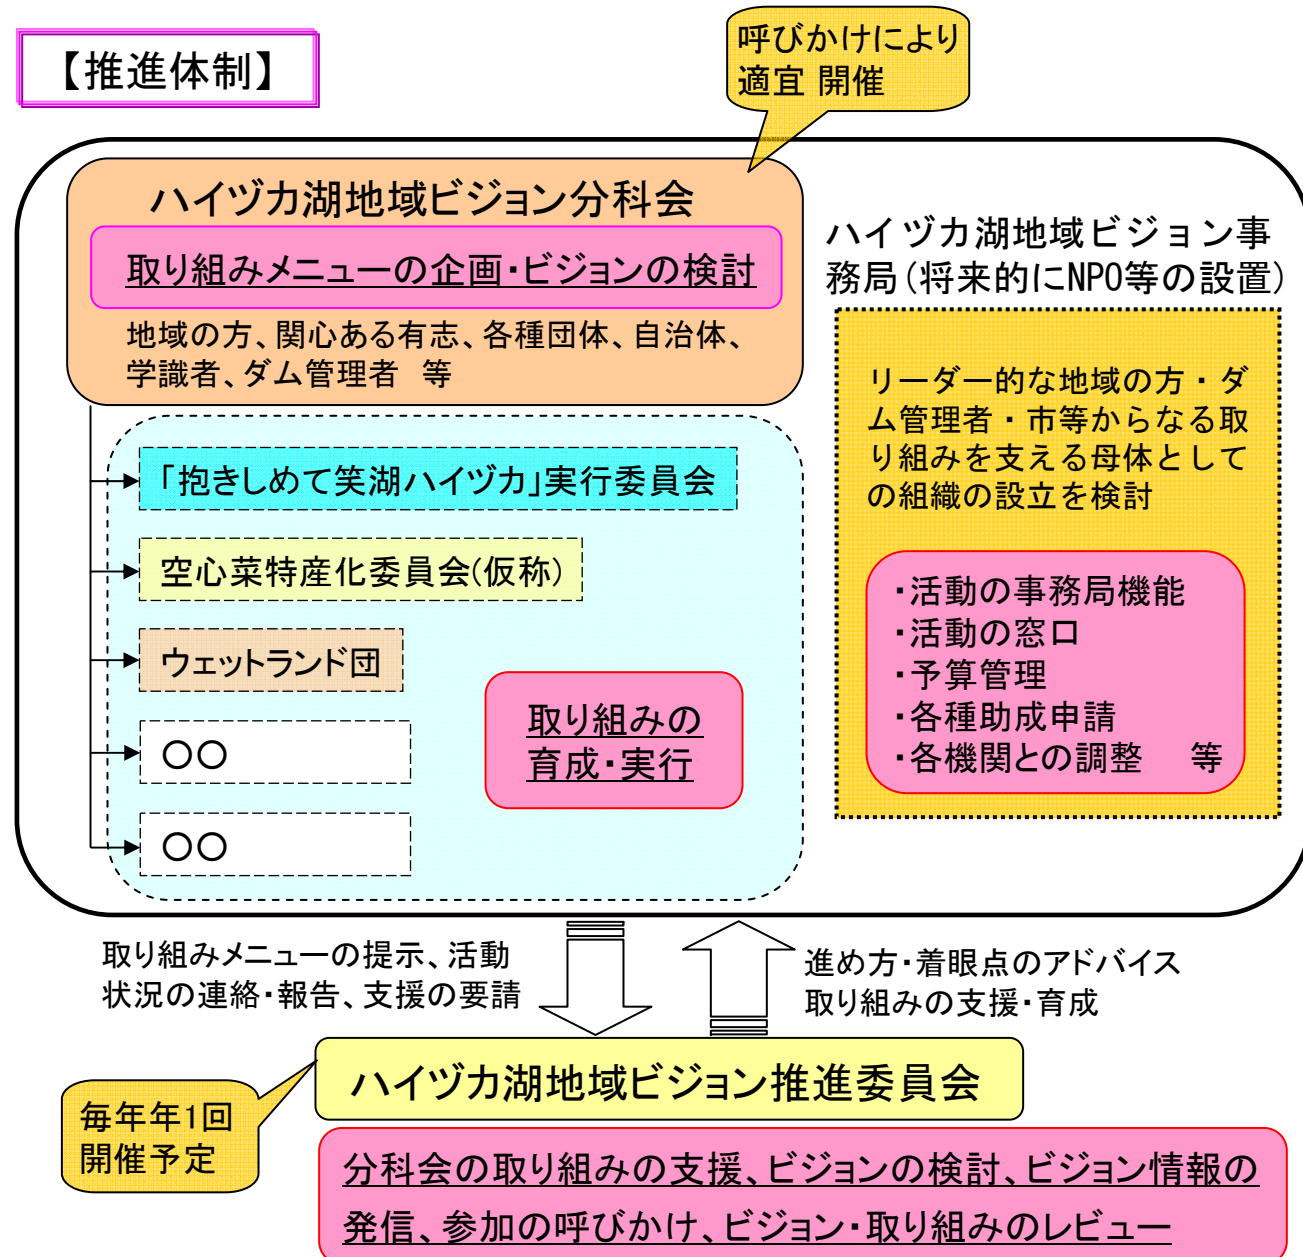 【推進体制】
呼びかけにより
適宜 開催
ハイヅカ湖地域ビジョン分科会
取り組みメニューの企画・ビジョンの検討
地域の方、関心ある有志、各種団体、自治体、
学識者、ダム管理者 等
「抱きしめて笑湖ハイヅカ」実行委員会
空心菜特産化委員会(仮称)
ウェットランド団
〇〇
〇〇
取り組みの
育成・実行
ハイヅカ湖地域ビジョン事
務局(将来的にNPO等の設置)
リーダー的な地域の方・ダ
ム管理者・市等からなる取
り組みを支える母体として
の組織の設立を検討
・活動の事務局機能
・活動の窓口
・予算管理
・各種助成申請
・各機関との調整 等
取り組みメニューの提示、活動
状況の連絡・報告、支援の要請
進め方・着眼点のアドバイス
取り組みの支援・育成
ハイヅカ湖地域ビジョン推進委員会
毎年年1回
開催予定
分科会の取り組みの支援、ビジョンの検討、ビジョン情報の
発信、参加の呼びかけ、ビジョン・取り組みのレビュー